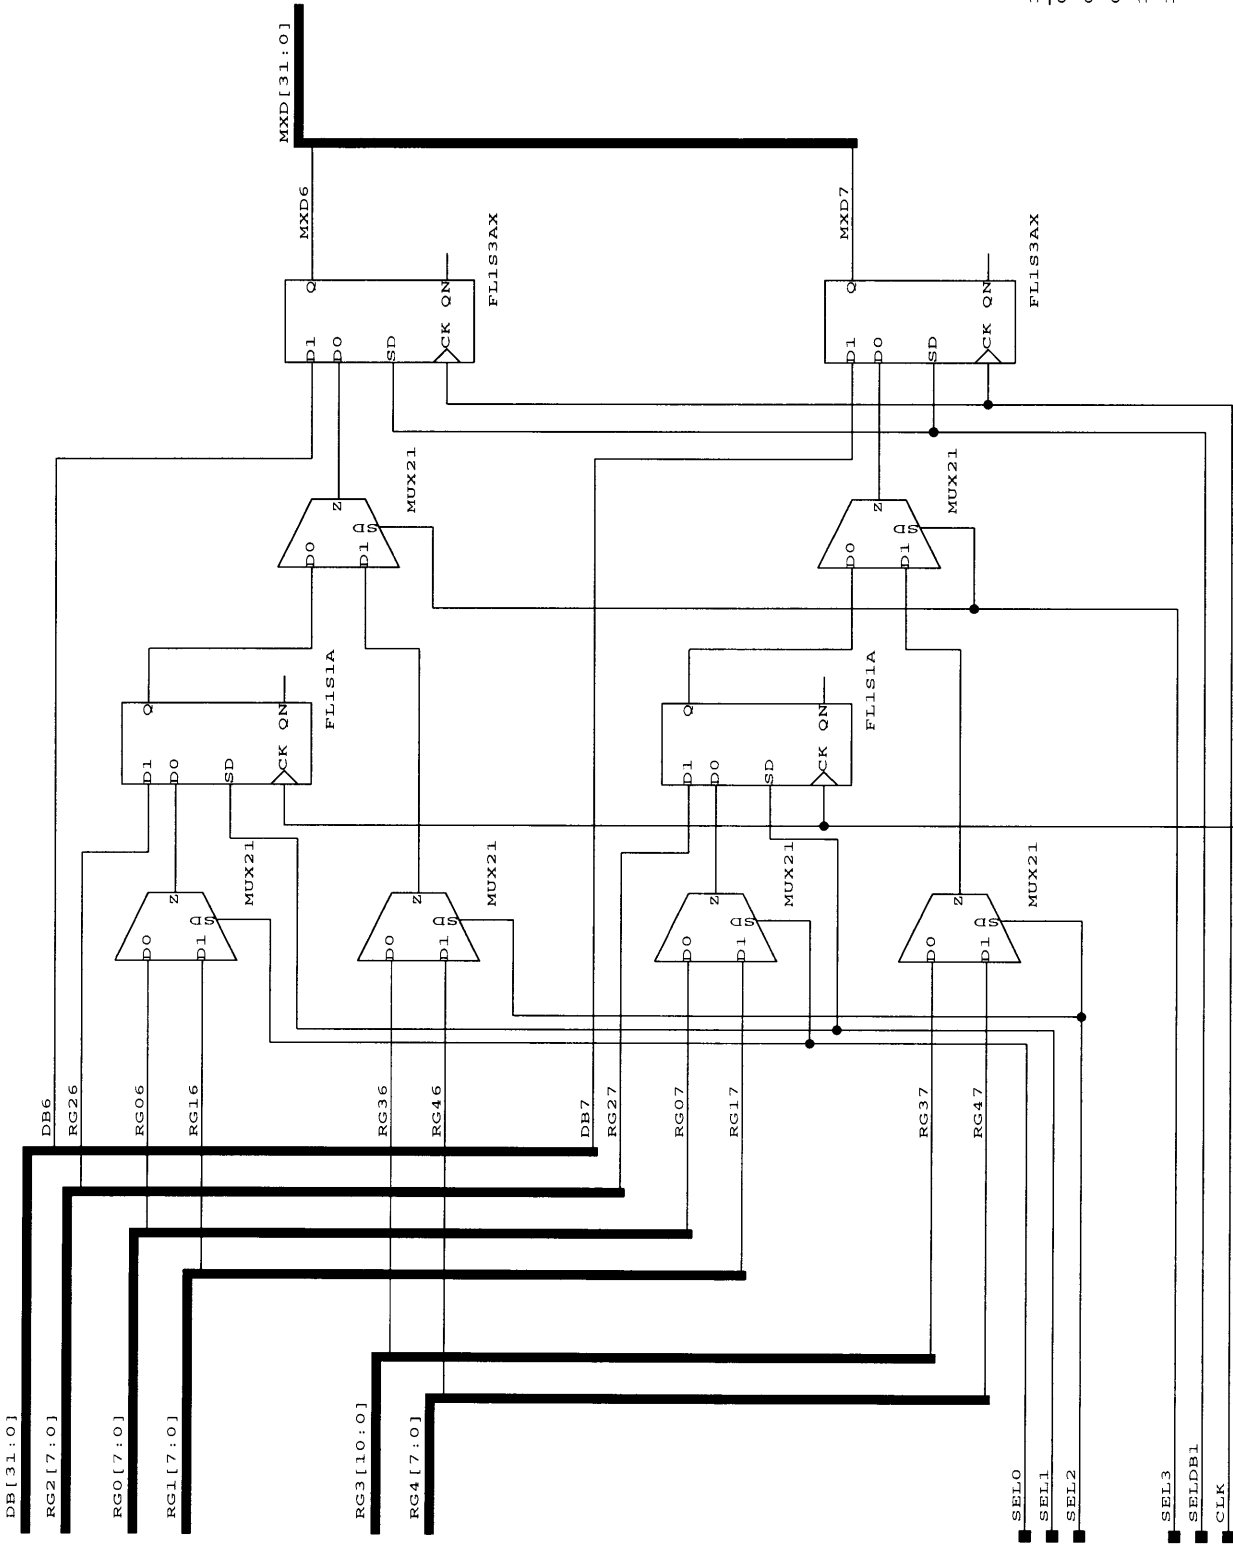 MXD[31:0]
MXD6
MXD7
Q
QN
FL1S3AX
D1
D0
SD
CK
Q
QN
FL1S3AX
D1
D0
SD
CK
MUX21
Z
SD
D0
D1
MUX21
Z
SD
D0
D1
FL1S1A
Q
QN
D1
D0
SD
CK
FL1S1A
Q
QN
D1
D0
SD
CK
MUX21
Z
SD
D0
D1
MUX21
Z
SD
D0
D1
MUX21
Z
SD
D0
D1
MUX21
Z
SD
D0
D1
DB6
RG26
RG06
RG16
RG36
RG46
DB7
RG27
RG07
RG17
RG37
RG47
DB[31:0]
RG2[7:0]
RG0[7:0]
RG1[7:0]
RG3[10:0]
RG4[7:0]
SEL0
SEL1
SEL2
SEL3
SELDB1
CLK